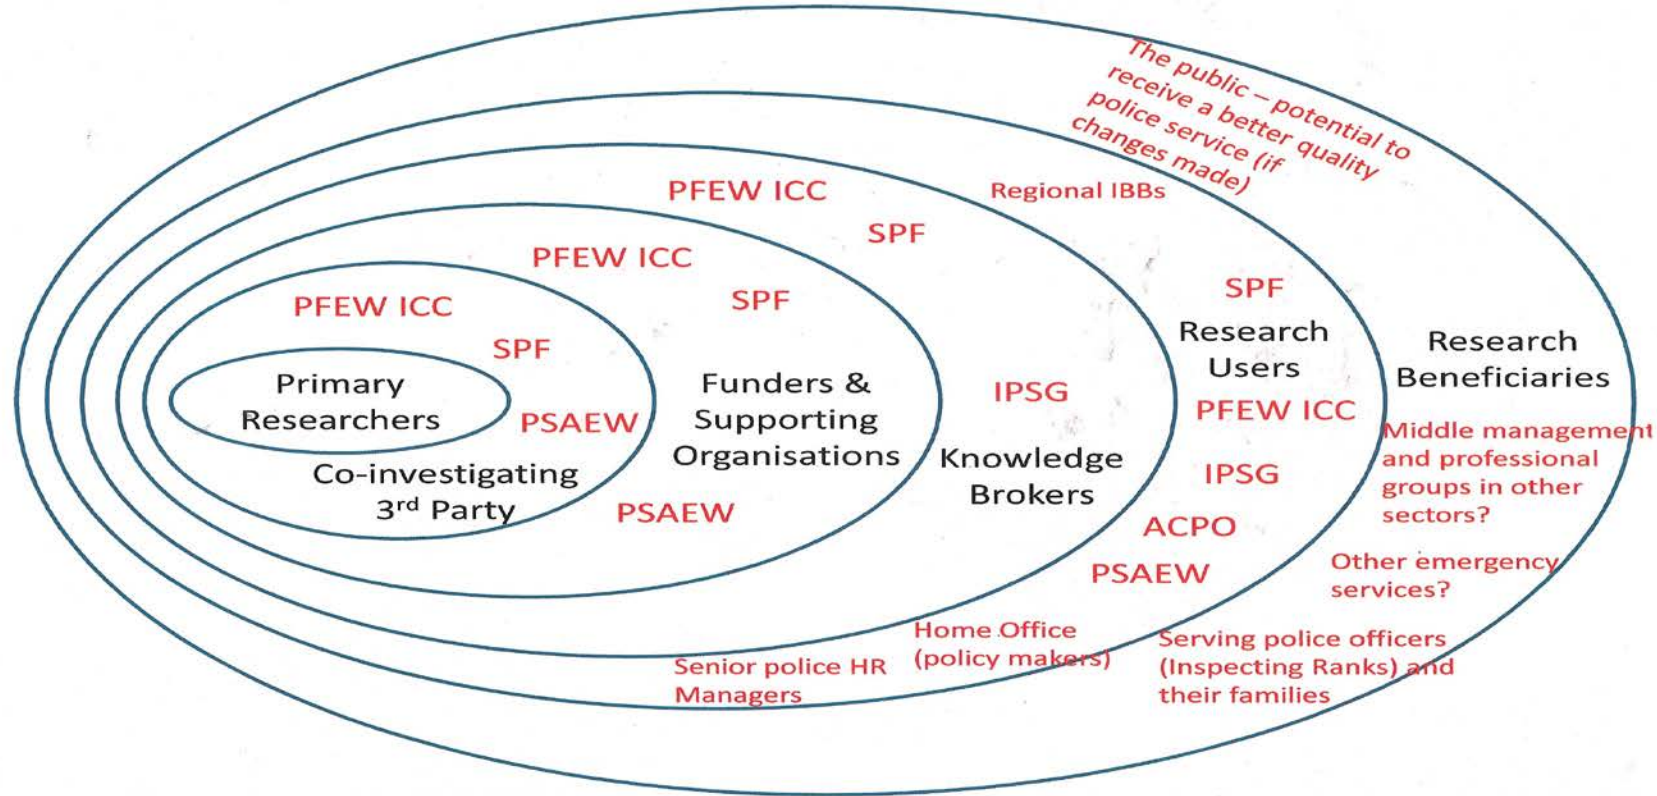 The public – potential to
receive a better quality
police service (if
changes made)
PFEW ICC
Regional IBBs
SPF
PFEW ICC
SPF
SPF
PFEW ICC
SPF
Primary
Researchers
PSAEW
Co-investigating
3rd Party
Funders &
Supporting
Organisations
PSAEW
IPSG
Knowledge
Brokers
Research
Users
PFEW ICC
IPSG
ACPO
PSAEW
Research
Beneficiaries
Middle management
and professional
groups in other
sectors?
Other emergency
services?
Home Office
(policy makers)
Senior police HR
Managers
Serving police officers
(Inspecting Ranks) and
their families